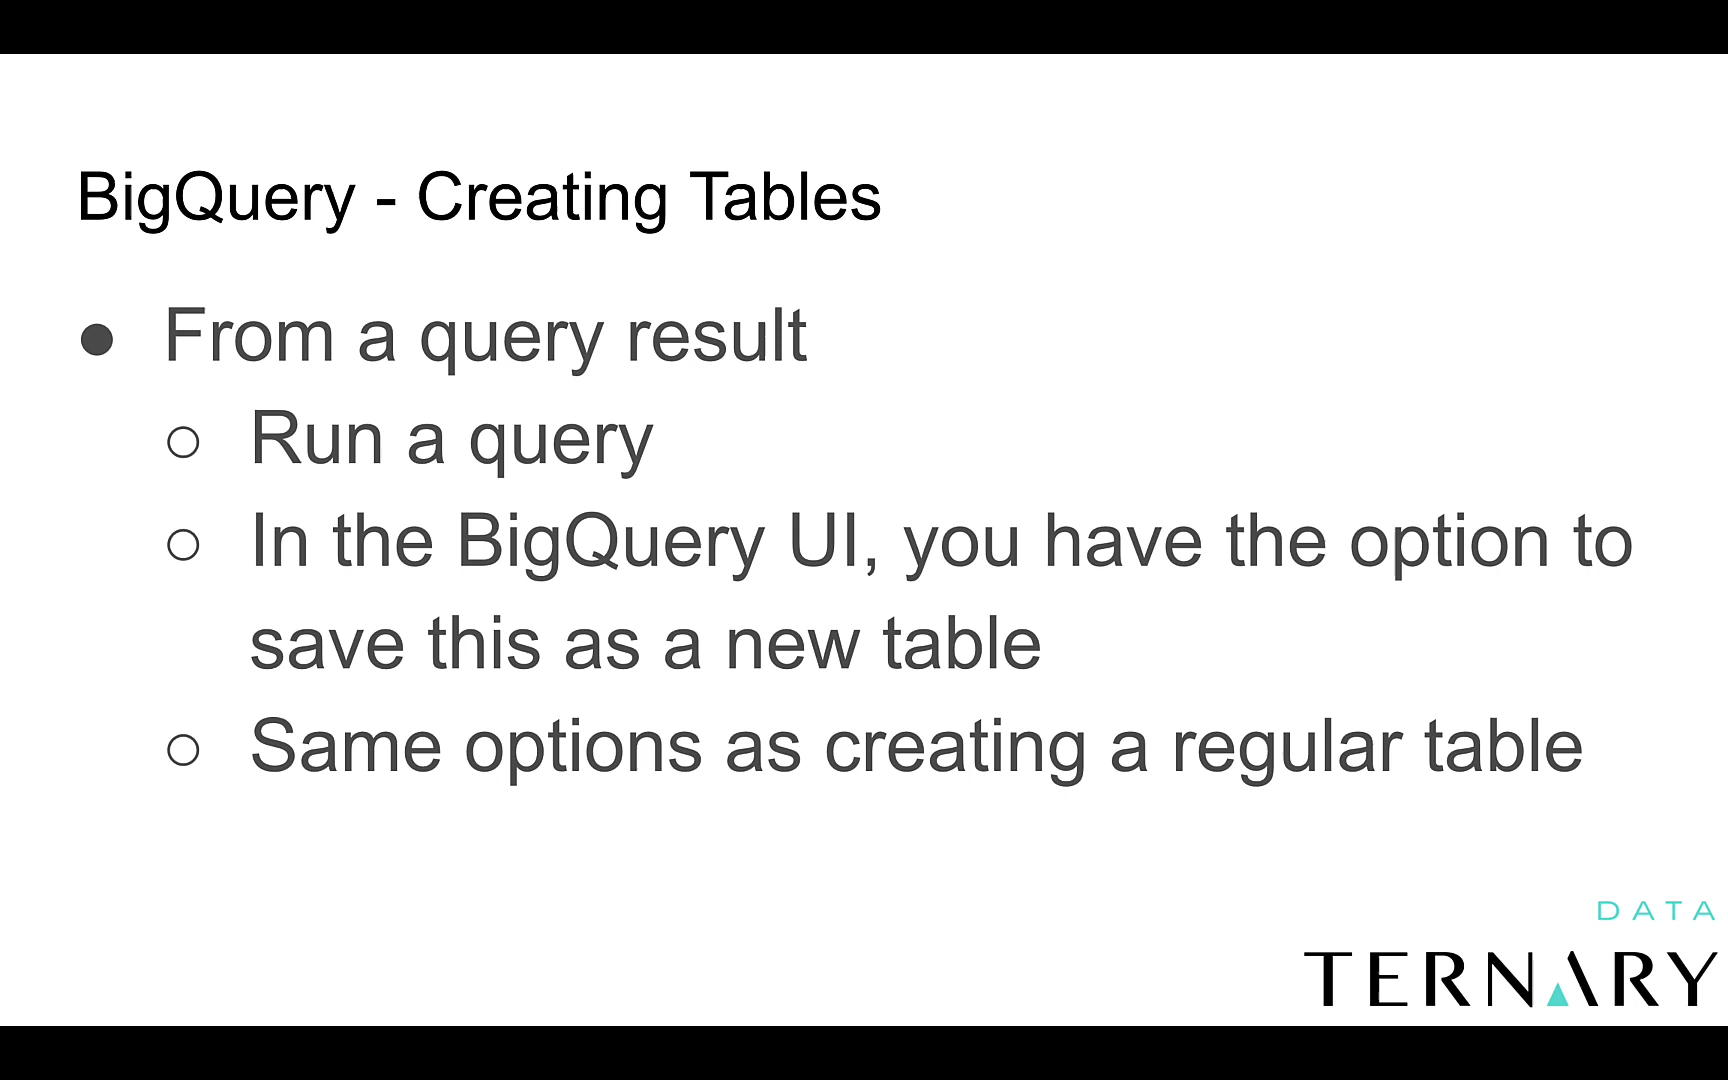 BigQuery - Creating Tables
● From a query result
○ Run a query
○ In the BigQuery UI, you have the option to
save this as a new table
○ Same options as creating a regular table
DATA
TERNARY